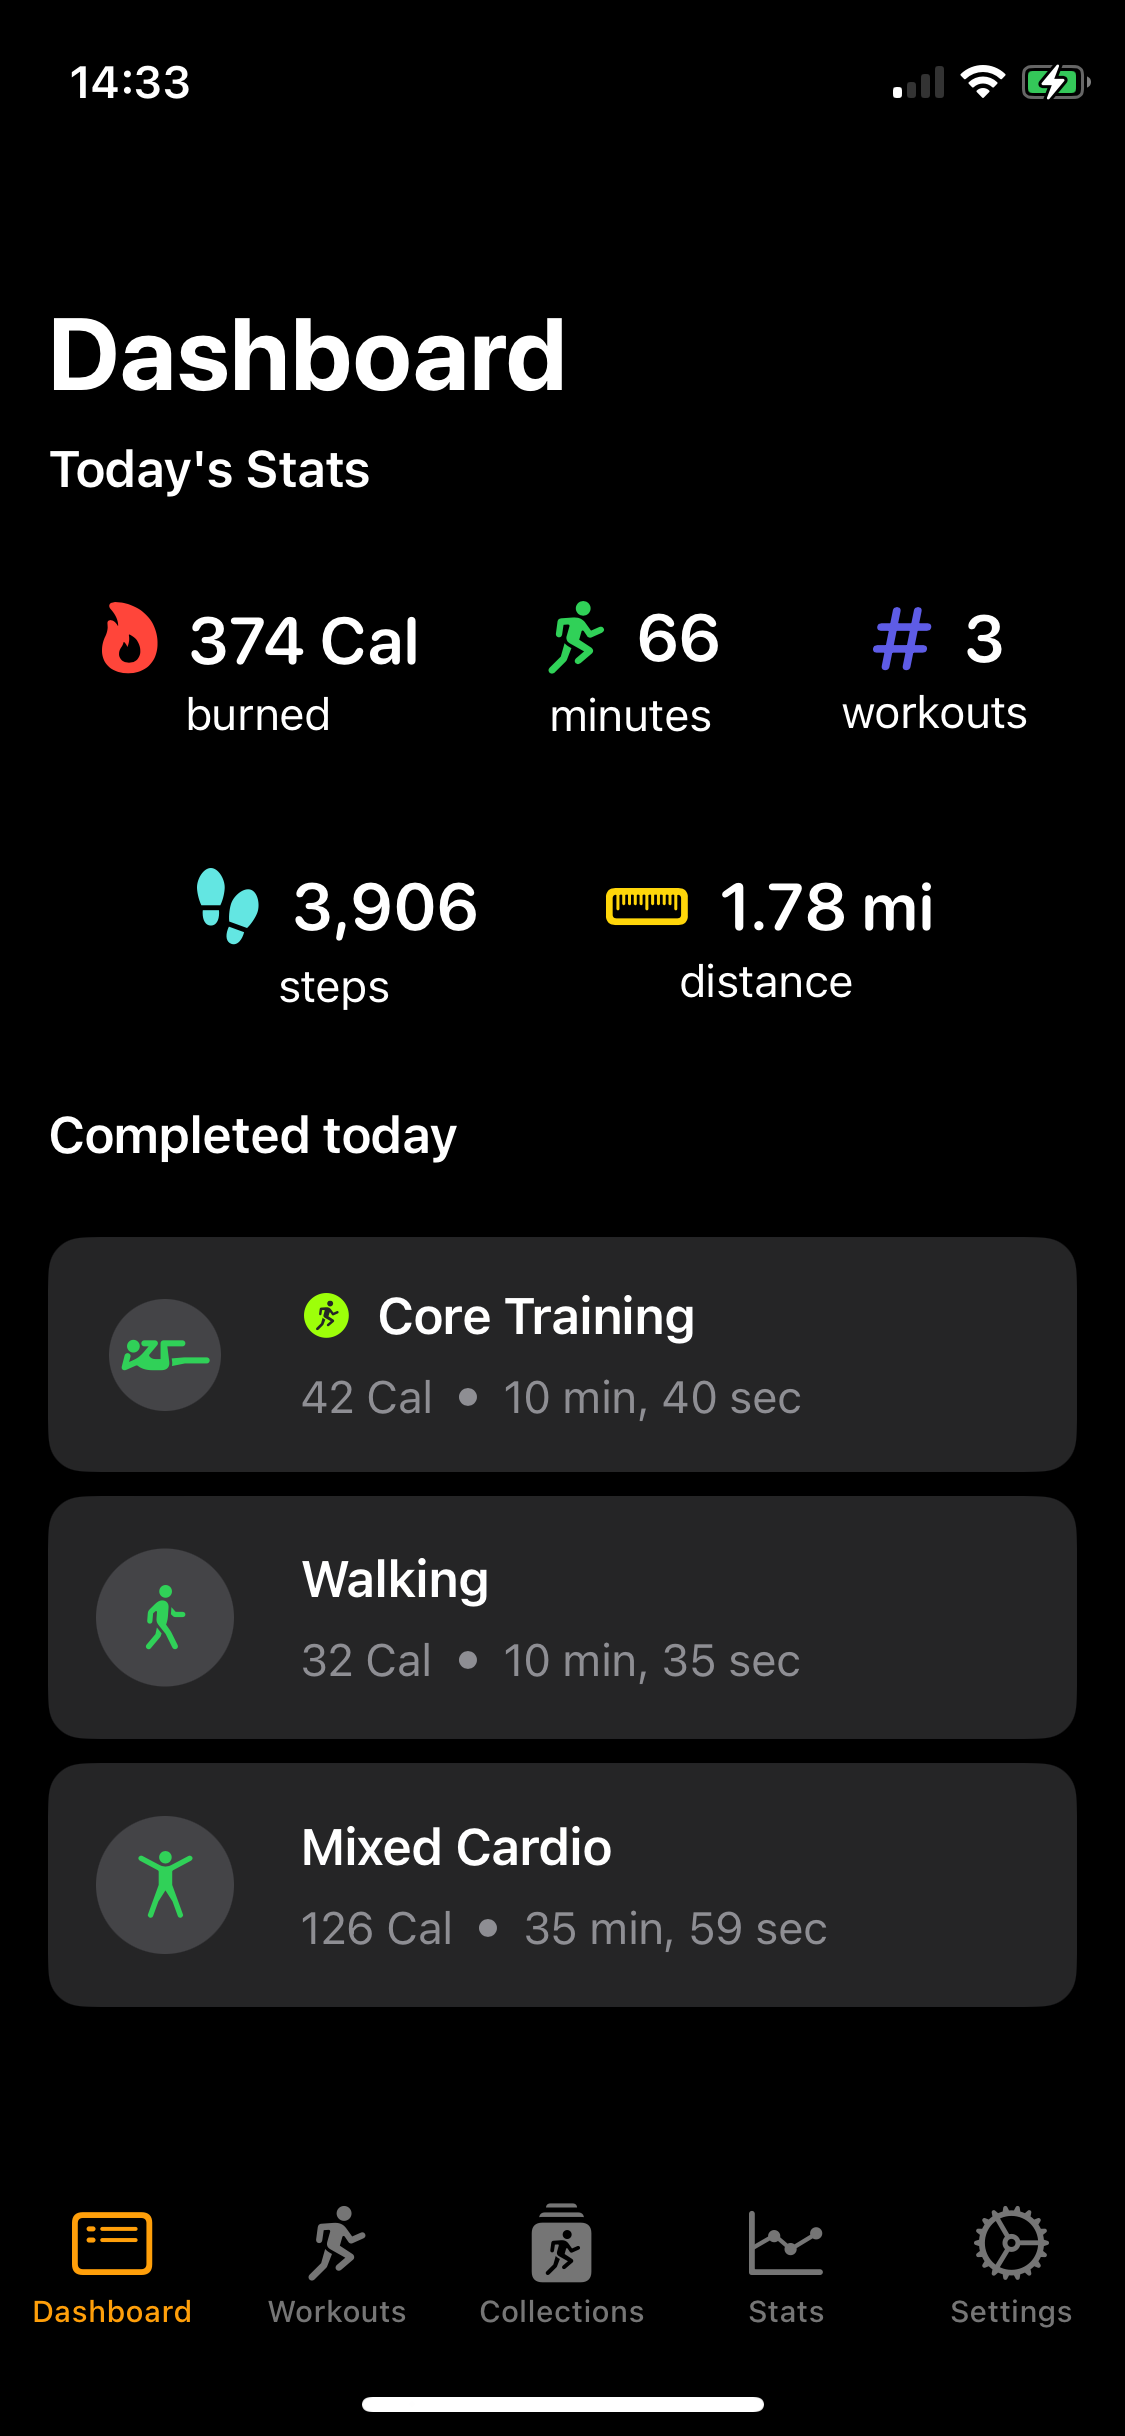 14:33
Dashboard
Today's Stats
374 Cal
burned
66
minutes
# 3
workouts
3,906
steps
1.78 mi
distance
Completed today
Core Training
42 Cal • 10 min, 40 sec
Walking
32 Cal • 10 min, 35 sec
Mixed Cardio
126 Cal • 35 min, 59 sec
Dashboard
Workouts
Collections
Stats
Settings